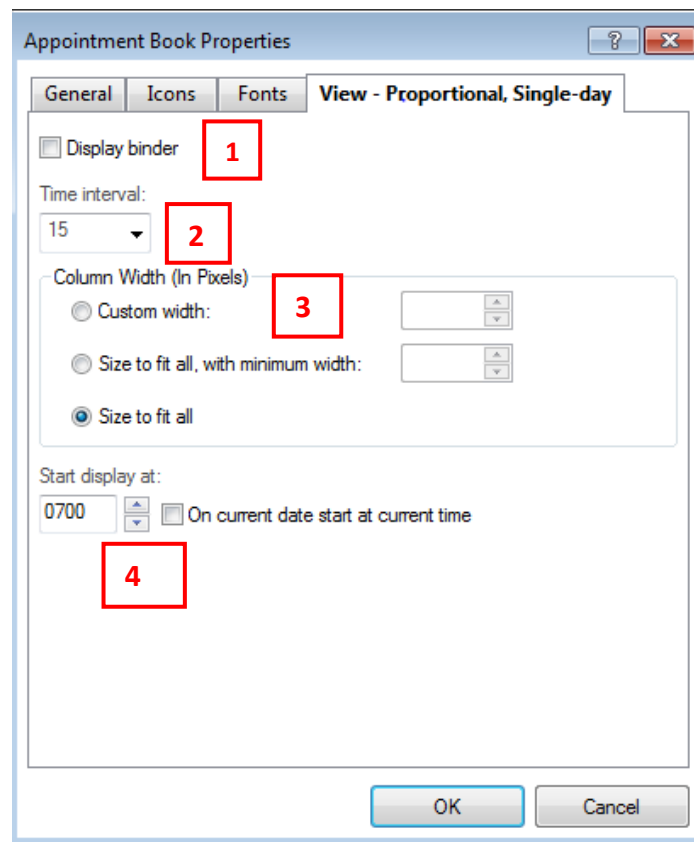 Appointment Book Properties ?
General Icons Fonts View - Proportional, Single-day
Display binder 1
Time interval:
15 2
Column Width (In Pixels)
Custom width: 3
Size to fit all, with minimum width:
Size to fit all
Start display at:
0700 On current date start at current time
4
OK Cancel